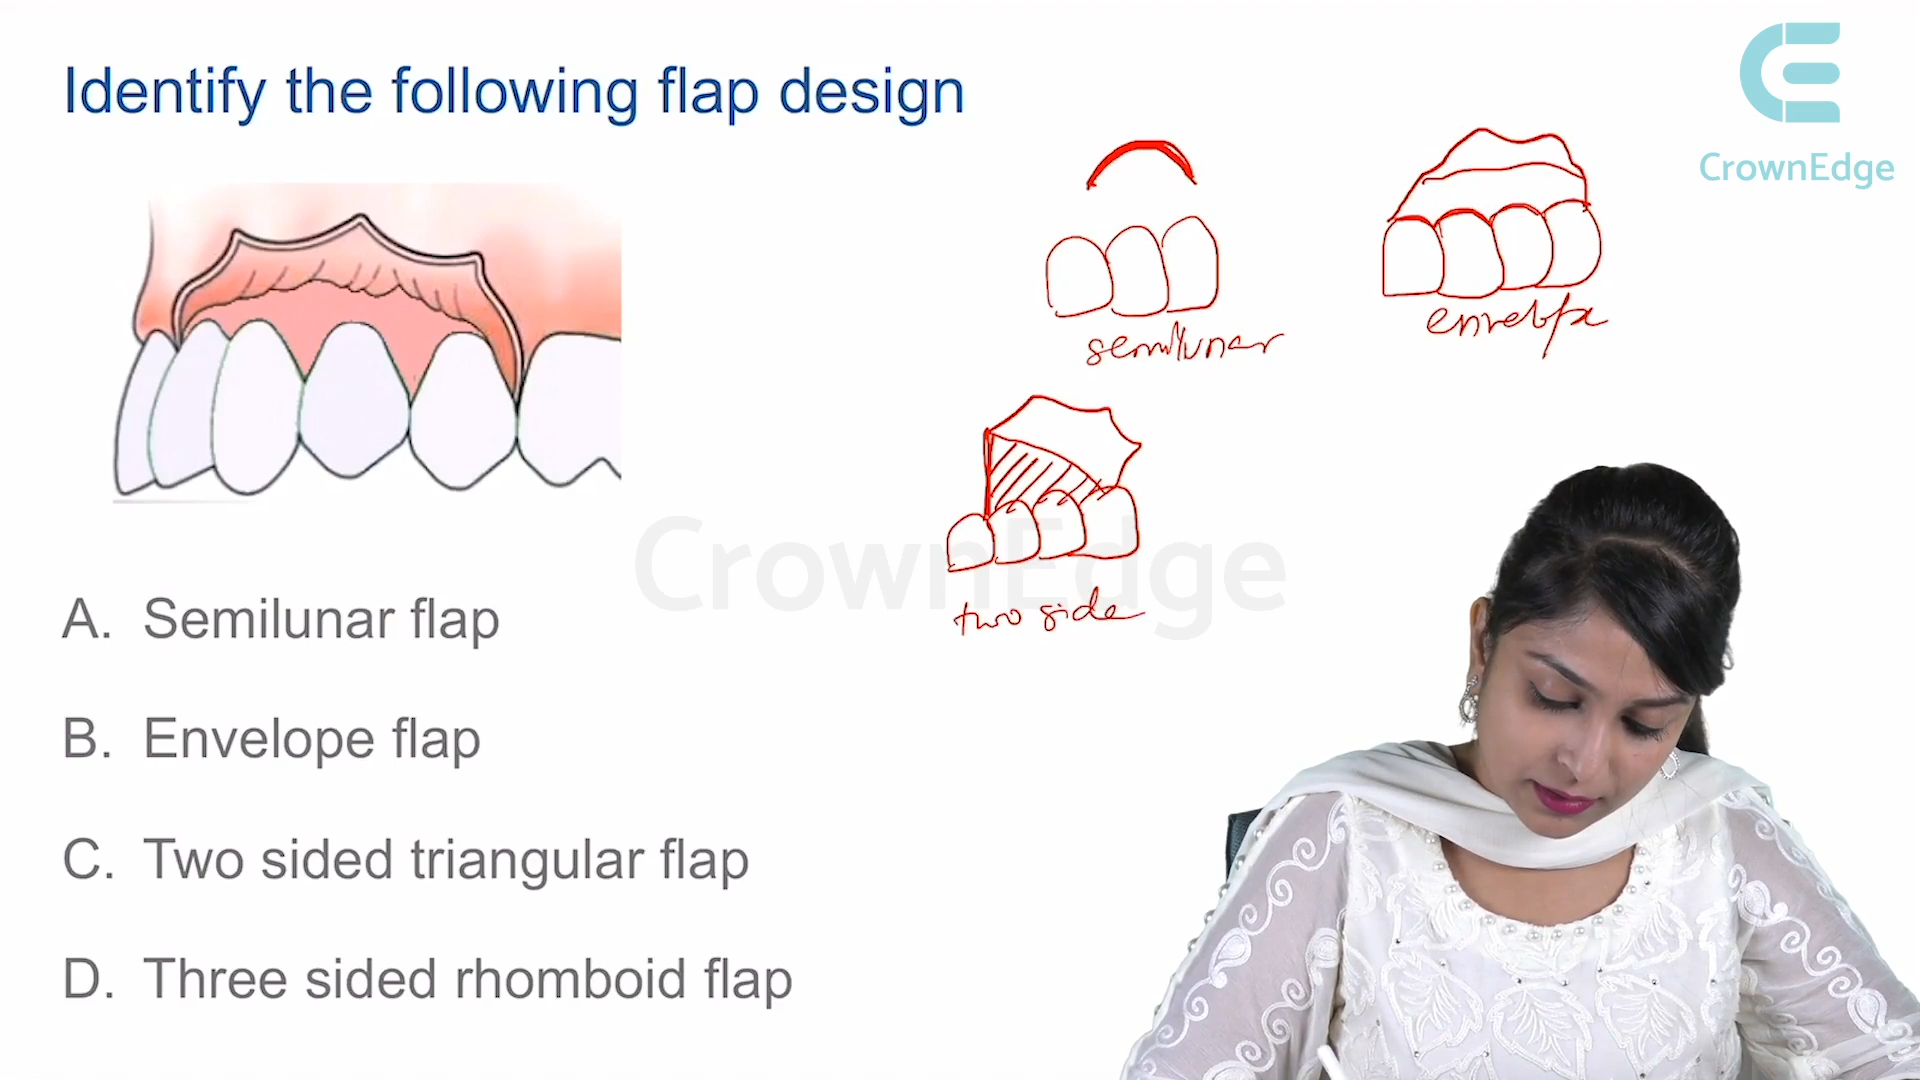 Identify the following flap design
CrownEdge
semilunar
two side
CrownEdge
A. Semilunar flap
B. Envelope flap
C. Two sided triangular flap
D. Three sided rhomboid flap